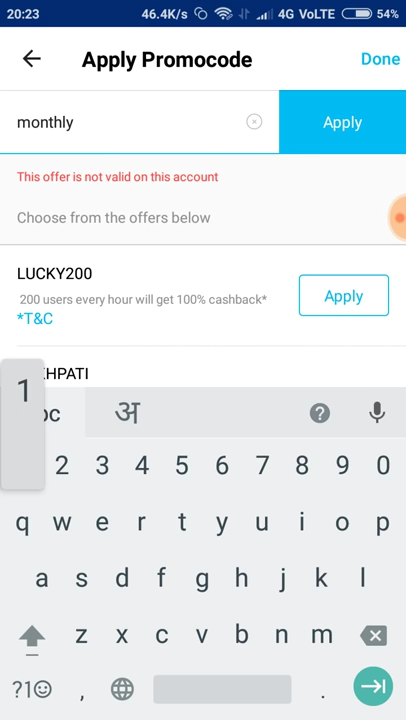 20:23 46.4K/s 4G VoLTE 54%
Apply Promocode Done
monthly Apply
This offer is not valid on this account
Choose from the offers below
LUCKY200
200 users every hour will get 100% cashback*
Apply
*T&C
HPATI
1
अ ?
2 3 4 5 6 7 8 9 0
q w e r t y u i o p
a s d f g h j k l
z x c v b n m
?1☺ , .